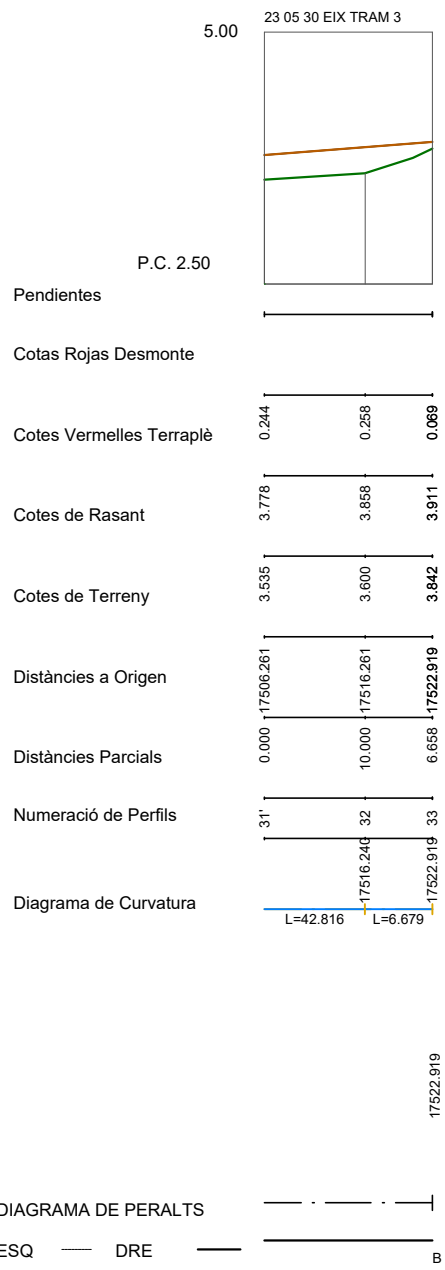 23 05 30 EIX TRAM 3
5.00
P.C. 2.50
Pendientes
Cotas Rojas Desmonte
Cotes Vermelles Terraplè 0.244 0.258 0.069
Cotes de Rasant 3.778 3.858 3.911
Cotes de Terreny 3.535 3.600 3.842
Distàncies a Origen 17506.261 17516.261 17522.919
Distàncies Parcials 0.000 10.000 6.658
Numeració de Perfils 31' 32 33
Diagrama de Curvatura 17516.240 17522.919
L=42.816 L=6.679
17522.919
DIAGRAMA DE PERALTS
ESQ DRE
B